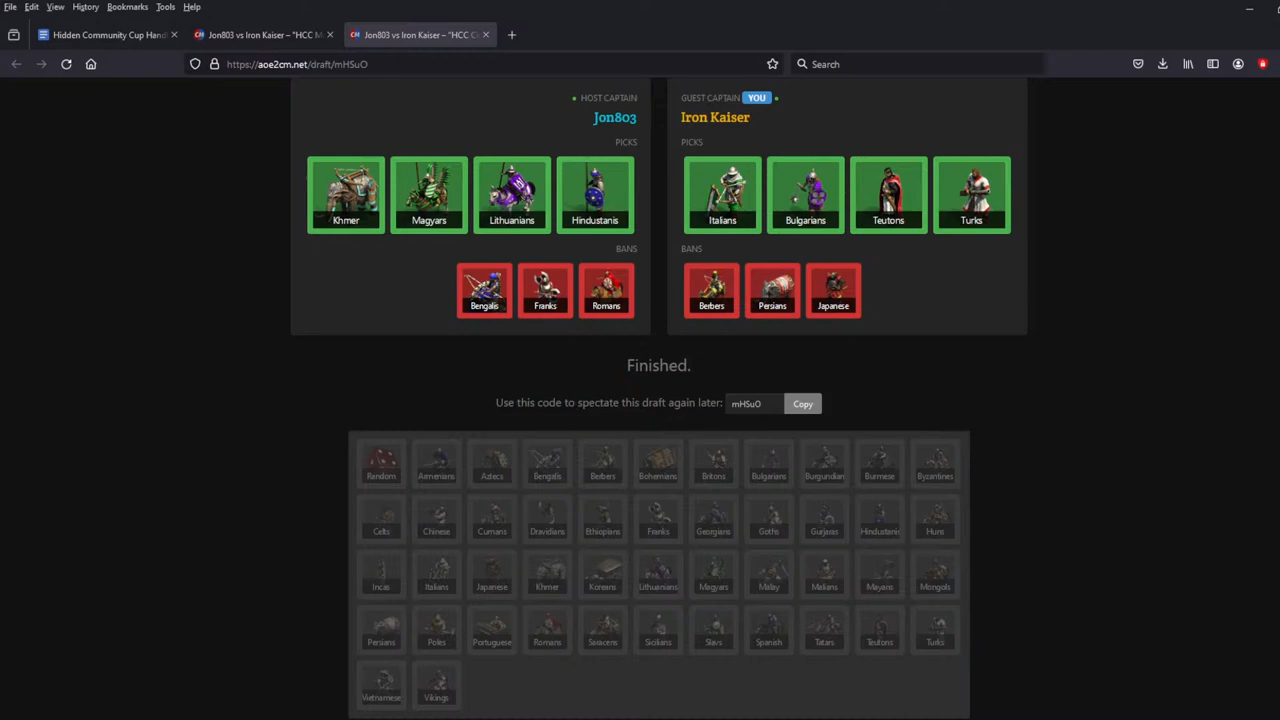 File Edit View History Bookmarks Tools Help
Hidden Community Cup Hand
Jon803 vs Iron Kaiser – "HCC M
Jon803 vs Iron Kaiser – "HCC C
https://aoe2cm.net/draft/mHSuO
Search
HOST CAPTAIN
Jon803
PICKS
Khmer Magyars Lithuanians Hindustanis
BANS
Bengalis Franks Romans
GUEST CAPTAIN YOU
Iron Kaiser
PICKS
Italians Bulgarians Teutons Turks
BANS
Berbers Persians Japanese
Finished.
Use this code to spectate this draft again later: mHSuO Copy
Random Armenians Aztecs Bengalis Berbers Bohemians Britons Bulgarians Burgundian Burmese Byzantines
Celts Chinese Cumans Dravidians Ethiopians Franks Georgians Goths Gurjaras Hindustanis Huns
Incas Italians Japanese Khmer Koreans Lithuanians Magyars Malay Malians Mayans Mongols
Persians Poles Portuguese Romans Saracens Sicilians Slavs Spanish Tatars Teutons Turks
Vietnamese Vikings